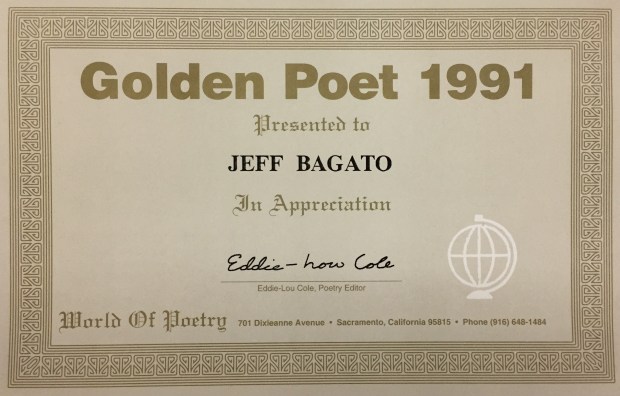 Golden Poet 1991
Presented to
JEFF BAGATO
In Appreciation
Eddie-Lou Cole
Eddie-Lou Cole, Poetry Editor
World Of Poetry 701 Dixieanne Avenue • Sacramento, California 95815 • Phone (916) 648-1484